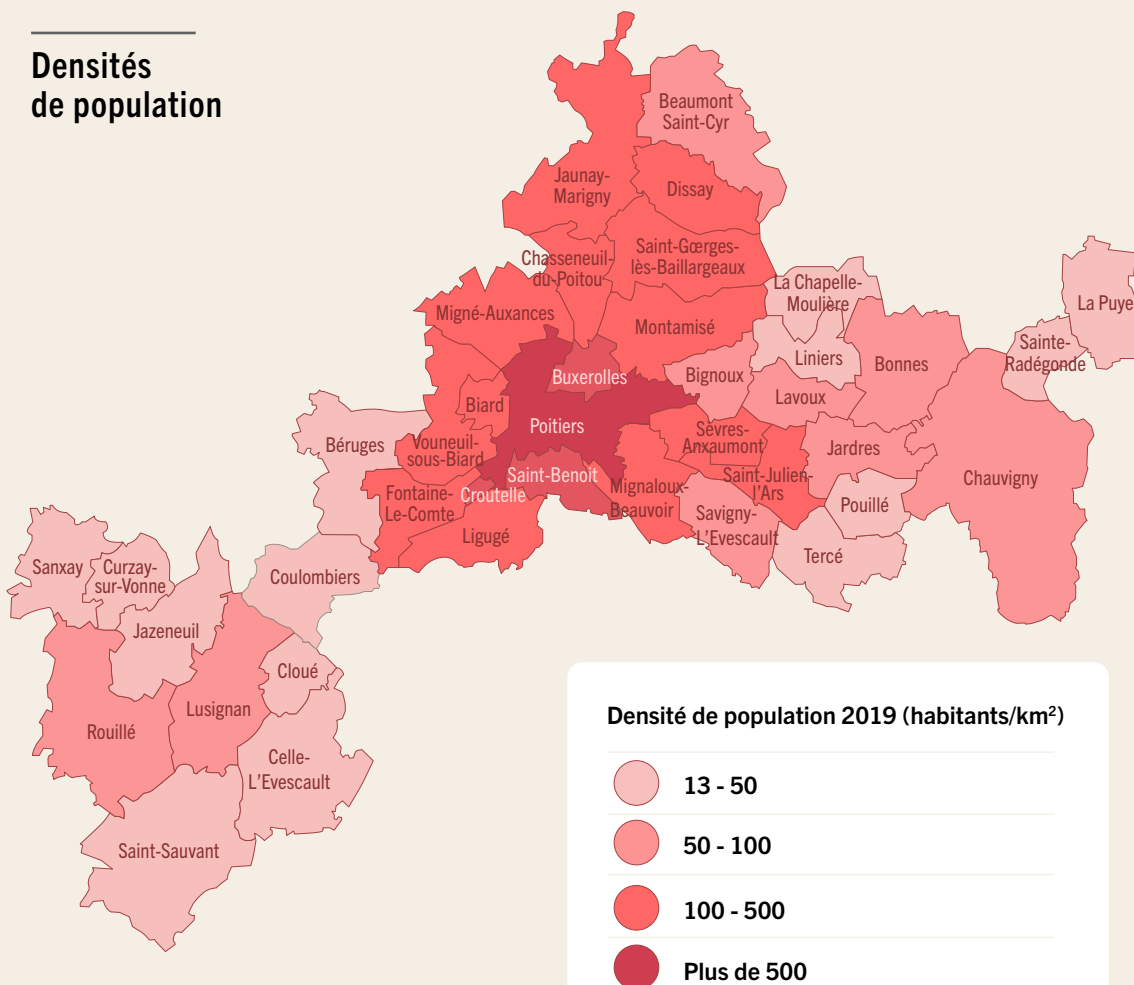 Densités
de population
Beaumont
Saint-Cyr
Jaunay-
Marigny
Dissay
Chasseneuil-
du-Poitou
Saint-Gœrges-
lès-Baillargeaux
La Chapelle-
Moulière
La Puye
Migné-Auxances
Montamisé
Sainte-
Radégonde
Liniers
Bonnes
Buxerolles
Bignoux
Lavoux
Biard
Poitiers
Béruges
Vouneuil-
sous-Biard
Sèvres-
Anxaumont
Jardres
Saint-Benoît
Saint-Julien-
l'Ars
Chauvigny
Fontaine-
Le-Comte
Croutelle
Mignaloux-
Beauvoir
Pouillé
Savigny-
L'Evescault
Ligugé
Tercé
Sanxay
Curzay-
sur-Vonne
Coulombiers
Jazeneuil
Cloué
Lusignan
Rouillé
Celle-
L'Evescault
Saint-Sauvant
Densité de population 2019 (habitants/km²)
13 - 50
50 - 100
100 - 500
Plus de 500